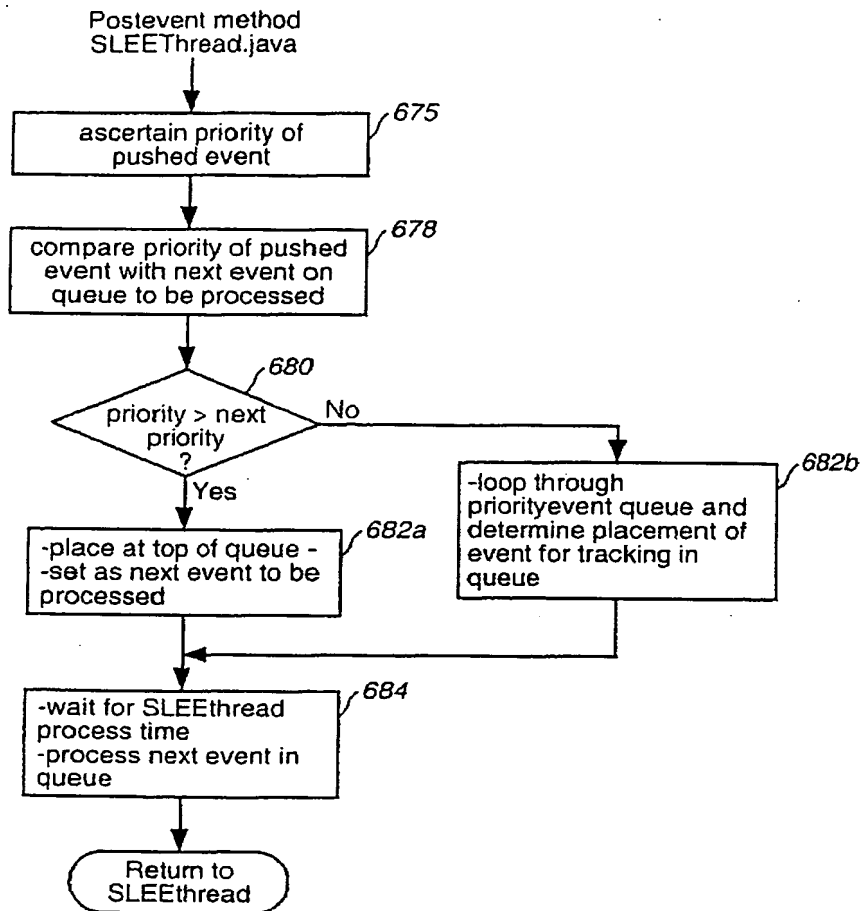 Postevent method
SLEEThread.java
675
ascertain priority of
pushed event
678
compare priority of pushed
event with next event on
queue to be processed
680
priority > next
priority
?
No
Yes
682a
-place at top of queue -
-set as next event to be
processed
682b
-loop through
priorityevent queue and
determine placement of
event for tracking in
queue
684
-wait for SLEEthread
process time
-process next event in
queue
Return to
SLEEthread